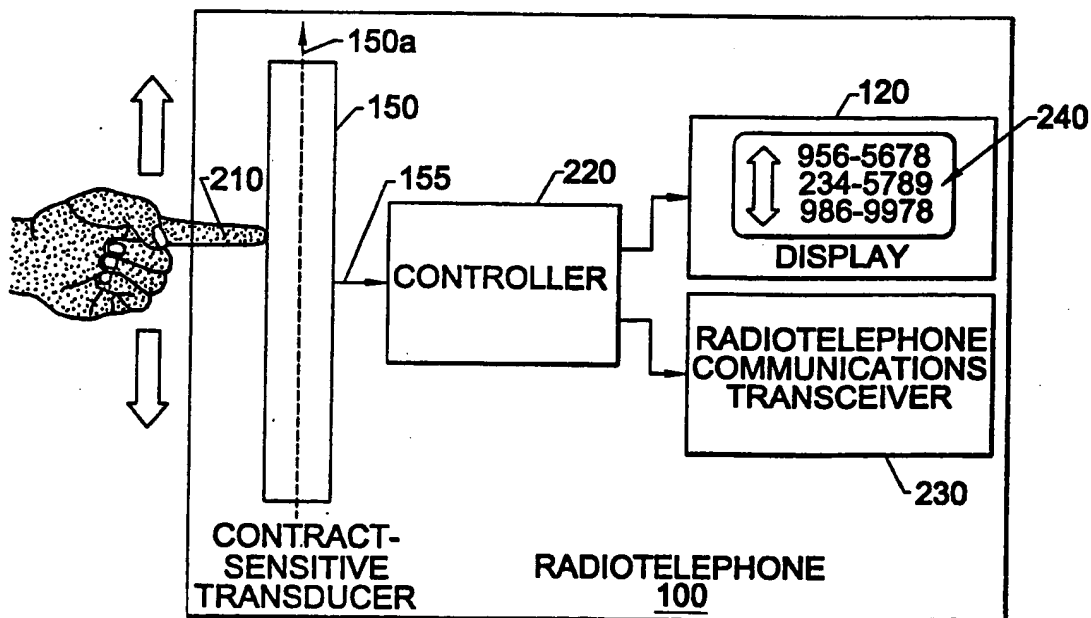 150a
150
210
155
220
CONTROLLER
120
240
956-5678
234-5789
986-9978
DISPLAY
RADIOTELEPHONE
COMMUNICATIONS
TRANSCEIVER
230
CONTRACT-
SENSITIVE
TRANSDUCER
RADIOTELEPHONE
100